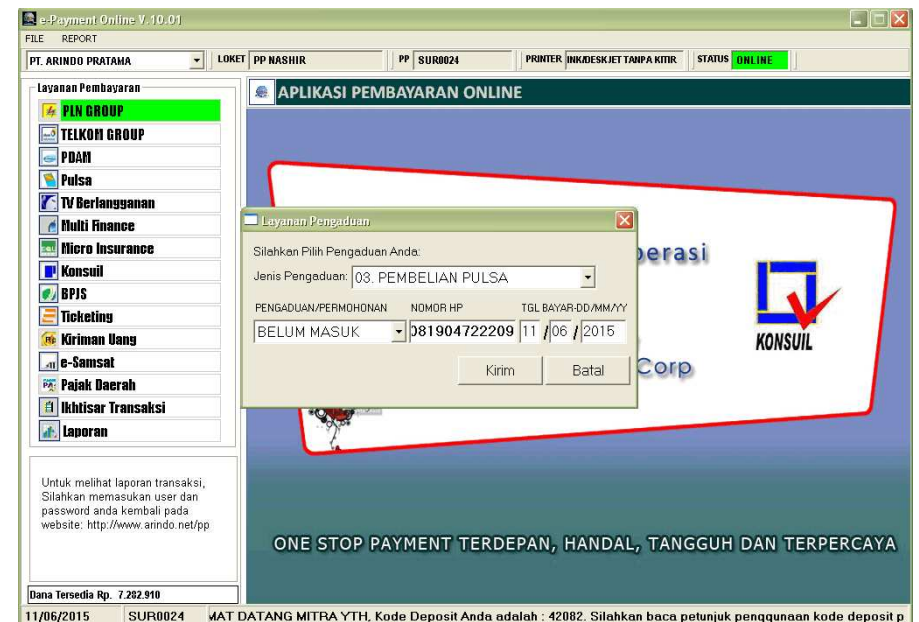 e-Payment Online V.10.01
FILE REPORT
PT. ARINDO PRATAMA LOKET PP NASHIR PP SUR0024 PRINTER INK/DESKJET TANPA KITIR STATUS ONLINE
Layanan Pembayaran
APLIKASI PEMBAYARAN ONLINE
PLN GROUP
TELKOM GROUP
PDAM
Pulsa
TV Berlangganan
Multi Finance
Micro Insurance
Konsuil
BPJS
Ticketing
Kiriman Uang
e-Samsat
Pajak Daerah
Ikhtisar Transaksi
Laporan
Layanan Pengaduan
Silahkan Pilih Pengaduan Anda:
Jenis Pengaduan: 03. PEMBELIAN PULSA
PENGADUAN/PERMOHONAN NOMOR HP TGL BAYAR-DD/MM/YY
BELUM MASUK 081904722209 11 / 06 / 2015
Kirim Batal
perasi
Corp
KONSUIL
Untuk melihat laporan transaksi,
Silahkan memasukan user dan
password anda kembali pada
website: http://www.arindo.net/pp
ONE STOP PAYMENT TERDEPAN, HANDAL, TANGGUH DAN TERPERCAYA
Dana Tersedia Rp. 7.282.910
11/06/2015 SUR0024 MAT DATANG MITRA YTH, Kode Deposit Anda adalah : 42082. Silahkan baca petunjuk penggunaan kode deposit p